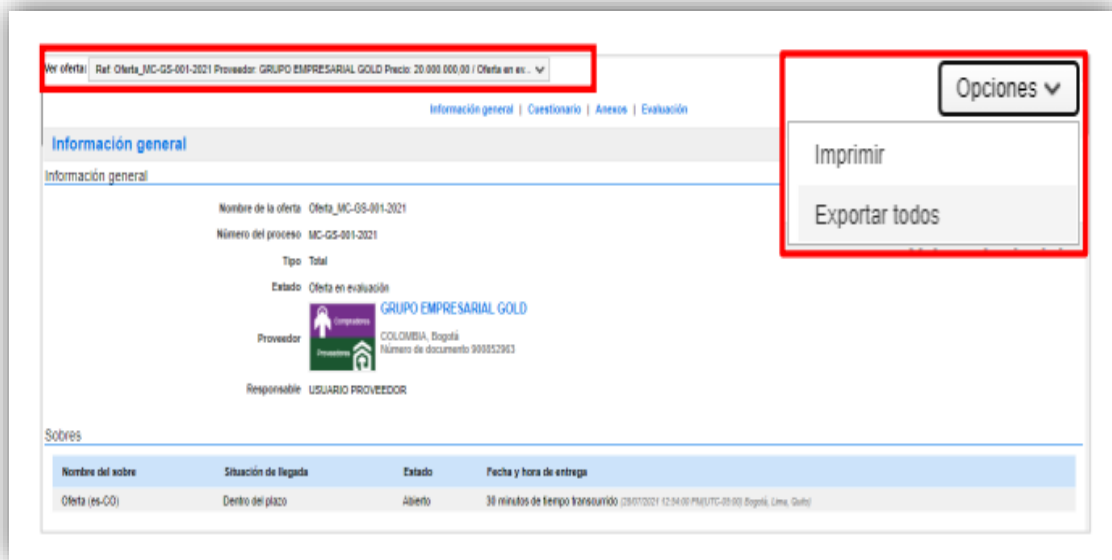 Ver oferta: Ref: Oferta_MC-GS-001-2021 Proveedor: GRUPO EMPRESARIAL GOLD Precio: 20.000.000,00 / Oferta en ev...
Opciones
Imprimir
Exportar todos
Información general | Cuestionario | Anexos | Evaluación
Información general
Información general
Nombre de la oferta Oferta_MC-GS-001-2021
Número del proceso MC-GS-001-2021
Tipo Total
Estado Oferta en evaluación
Proveedor
Compradores
Proveedores
GRUPO EMPRESARIAL GOLD
COLOMBIA, Bogotá
Número de documento
Responsable USUARIO PROVEEDOR
Sobres
Nombre del sobre Situación de llegada Estado Fecha y hora de entrega
Oferta (es-CO) Dentro del plazo Abierto 30 minutos de tiempo transurrido (28/07/2021 12:54:00 PM(UTC-05:00) Bogotá, Lima, Quito)